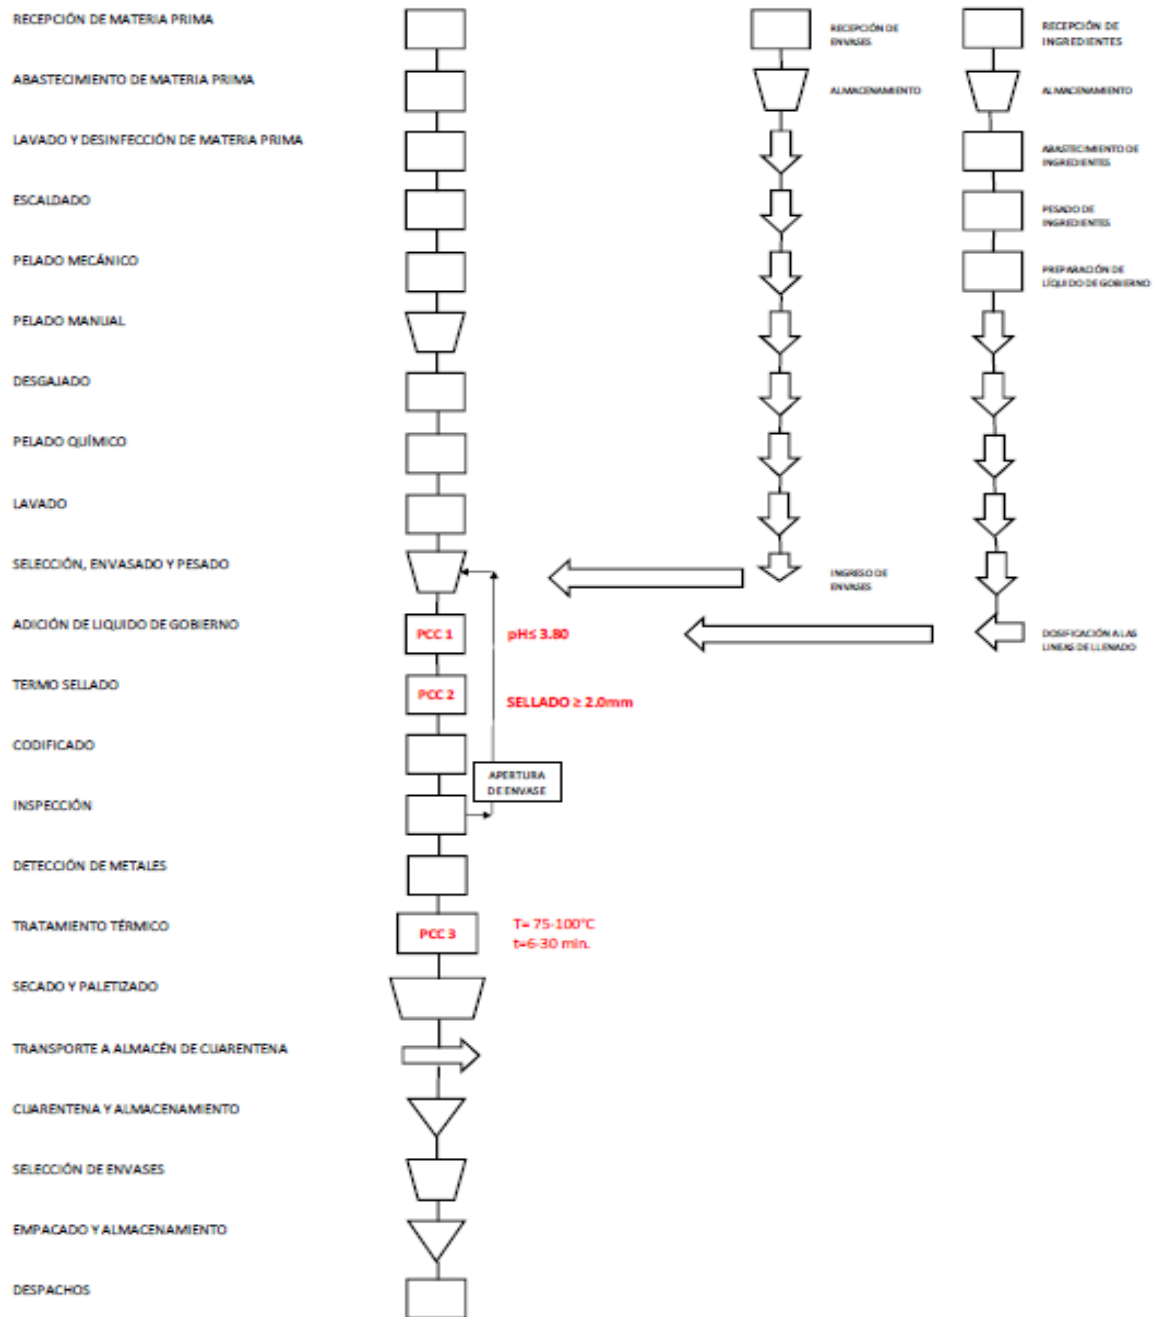 RECEPCIÓN DE MATERIA PRIMA
RECEPCIÓN DE
ENVASES
RECEPCIÓN DE
INGREDIENTES
ABASTECIMIENTO DE MATERIA PRIMA
ALMACENAMIENTO
ALMACENAMIENTO
LAVADO Y DESINFECCIÓN DE MATERIA PRIMA
ABASTECIMIENTO DE
INGREDIENTES
ESCALDADO
PESADO DE
INGREDIENTES
PELADO MECÁNICO
PREPARACIÓN DE
LÍQUIDO DE GOBIERNO
PELADO MANUAL
DESGAJADO
PELADO QUÍMICO
LAVADO
SELECCIÓN, ENVASADO Y PESADO
INGRESO DE
ENVASES
ADICIÓN DE LIQUIDO DE GOBIERNO
PCC 1
pH≤ 3.80
DOSIFICACIÓN A LAS
LINEAS DE LLENADO
TERMO SELLADO
PCC 2
SELLADO ≥ 2.0mm
CODIFICADO
APERTURA
DE ENVASE
INSPECCIÓN
DETECCIÓN DE METALES
TRATAMIENTO TÉRMICO
PCC 3
T= 75-100°C
t=6-30 min.
SECADO Y PALETIZADO
TRANSPORTE A ALMACÉN DE CUARENTENA
CUARENTENA Y ALMACENAMIENTO
SELECCIÓN DE ENVASES
EMPACADO Y ALMACENAMIENTO
DESPACHOS